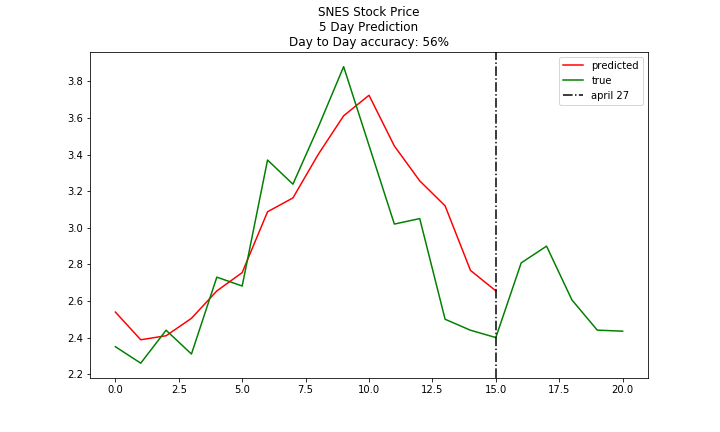 SNES Stock Price
5 Day Prediction
Day to Day accuracy: 56%
predicted
true
april 27
3.8
3.6
3.4
3.2
3.0
2.8
2.6
2.4
2.2
0.0 2.5 5.0 7.5 10.0 12.5 15.0 17.5 20.0